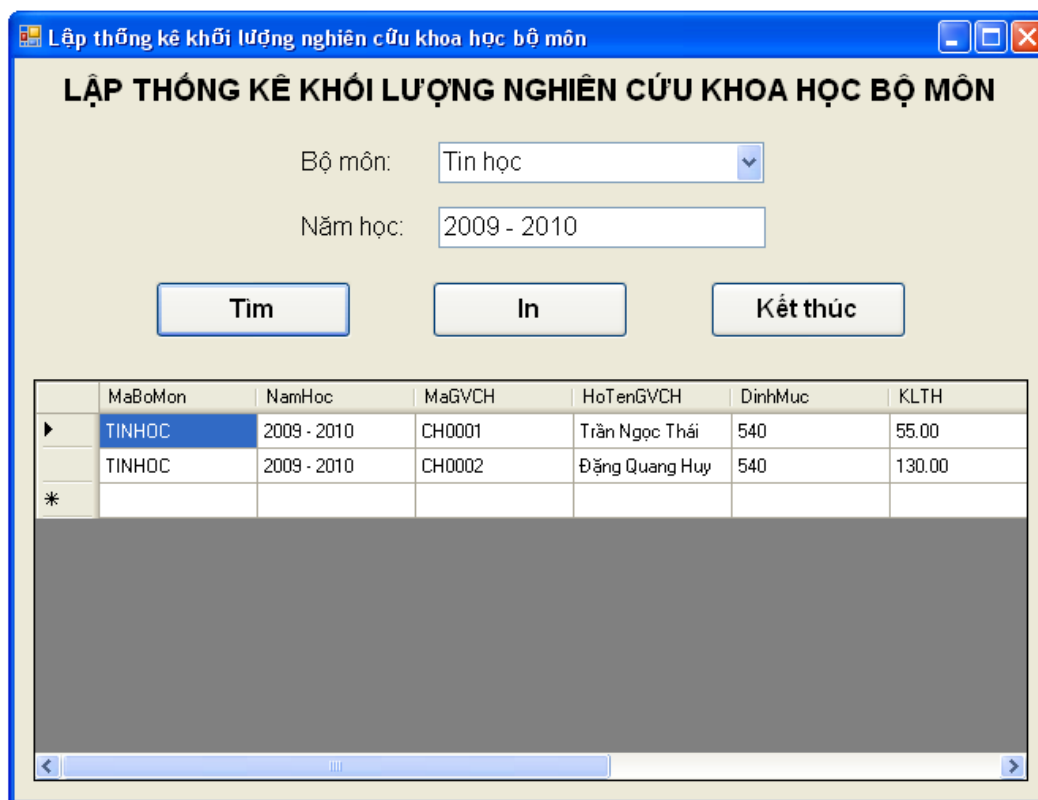 Lập thống kê khối lượng nghiên cứu khoa học bộ môn
LẬP THỐNG KÊ KHỐI LƯỢNG NGHIÊN CỨU KHOA HỌC BỘ MÔN
Bộ môn: Tin học
Năm học: 2009 - 2010
Tìm In Kết thúc
MaBoMon NamHoc MaGVCH HoTenGVCH DinhMuc KLTH
TINHOC 2009 - 2010 CH0001 Trần Ngọc Thái 540 55.00
TINHOC 2009 - 2010 CH0002 Đặng Quang Huy 540 130.00